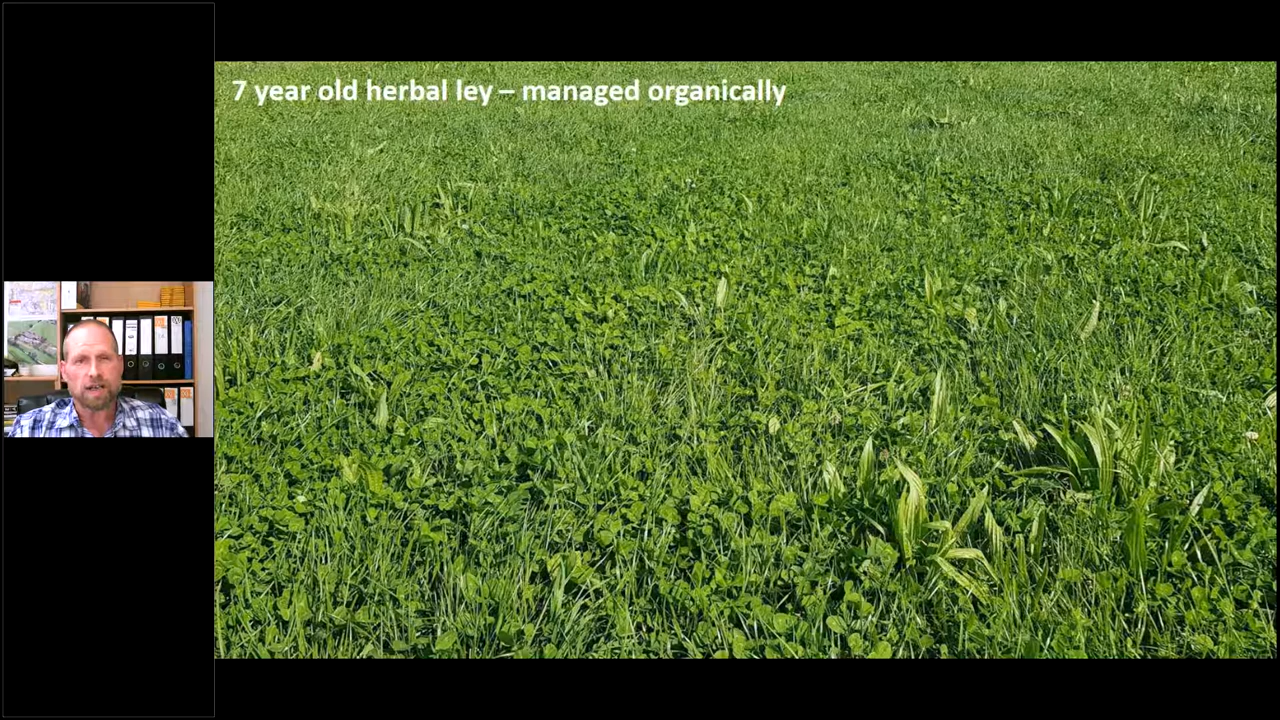 7 year old herbal ley – managed organically